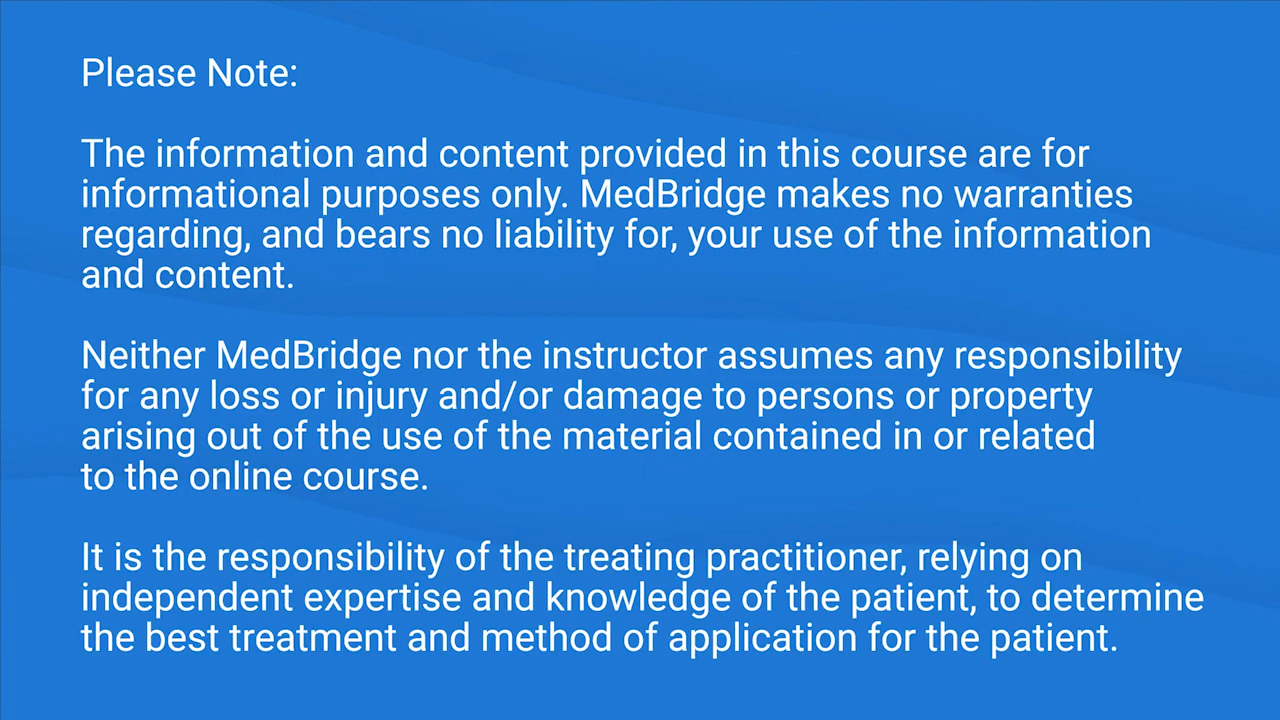 Please Note:
The information and content provided in this course are for
informational purposes only. MedBridge makes no warranties
regarding, and bears no liability for, your use of the information
and content.
Neither MedBridge nor the instructor assumes any responsibility
for any loss or injury and/or damage to persons or property
arising out of the use of the material contained in or related
to the online course.
It is the responsibility of the treating practitioner, relying on
independent expertise and knowledge of the patient, to determine
the best treatment and method of application for the patient.